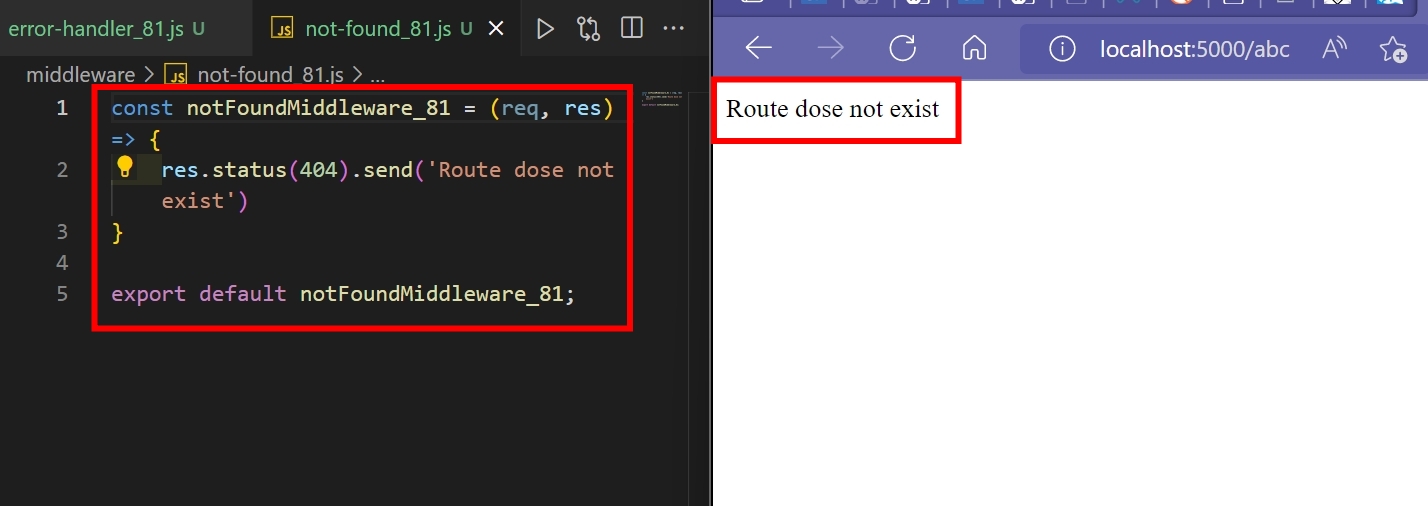 error-handler_81.js U
JS not-found_81.js U
middleware > JS not-found_81.js > ...
1 const notFoundMiddleware_81 = (req, res)
=> {
2 res.status(404).send('Route dose not
exist')
3 }
4
5 export default notFoundMiddleware_81;
localhost:5000/abc
Route dose not exist